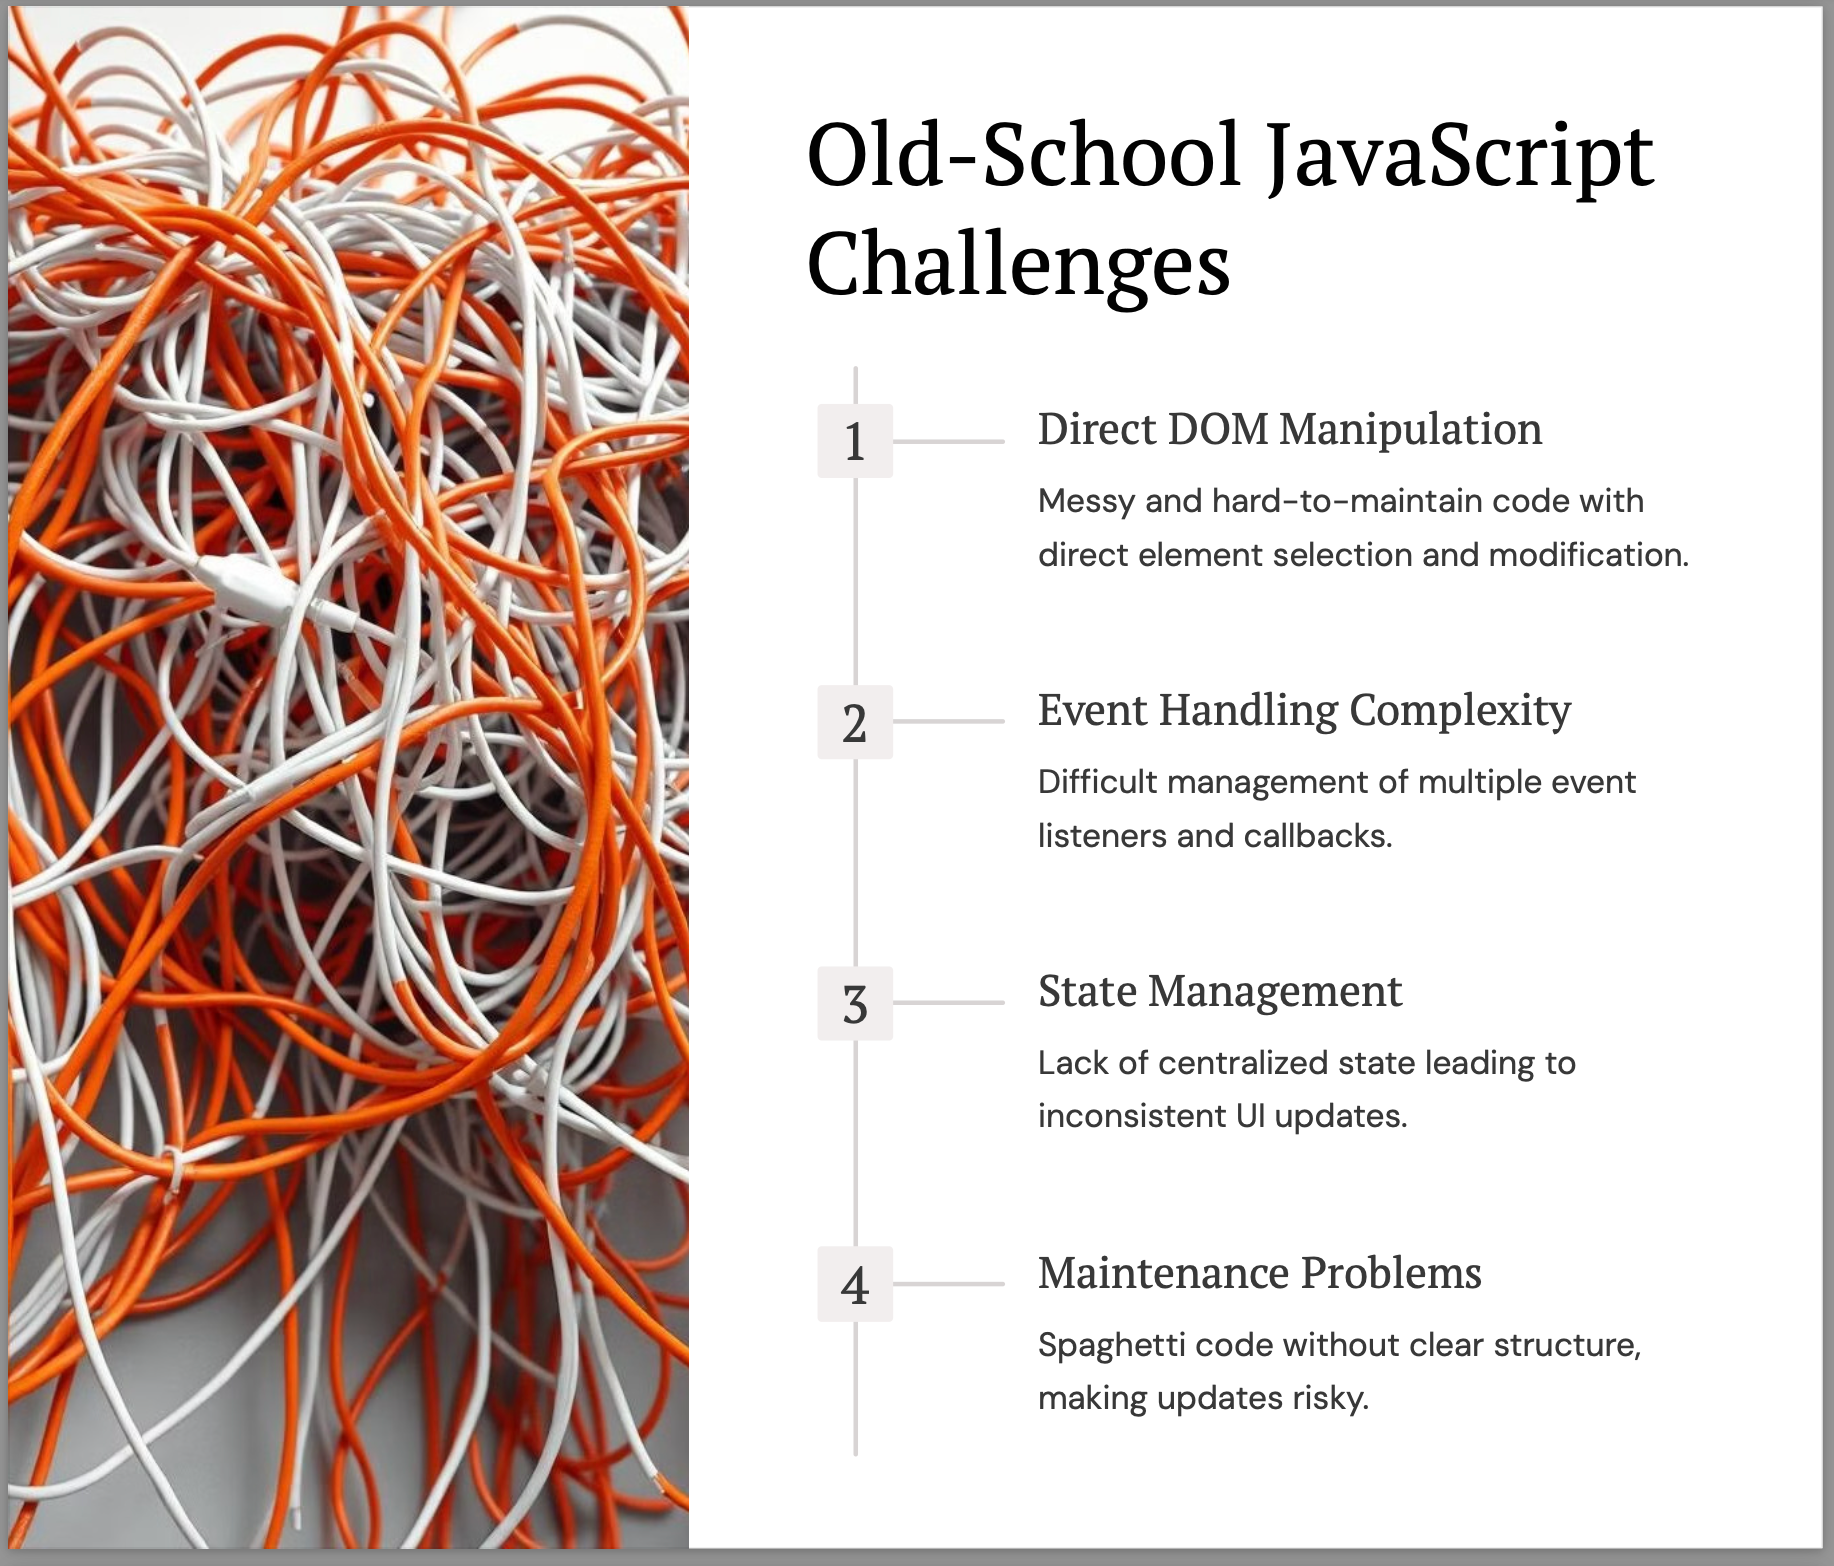 Old-School JavaScript
Challenges
1
Direct DOM Manipulation
Messy and hard-to-maintain code with
direct element selection and modification.
2
Event Handling Complexity
Difficult management of multiple event
listeners and callbacks.
3
State Management
Lack of centralized state leading to
inconsistent UI updates.
4
Maintenance Problems
Spaghetti code without clear structure,
making updates risky.